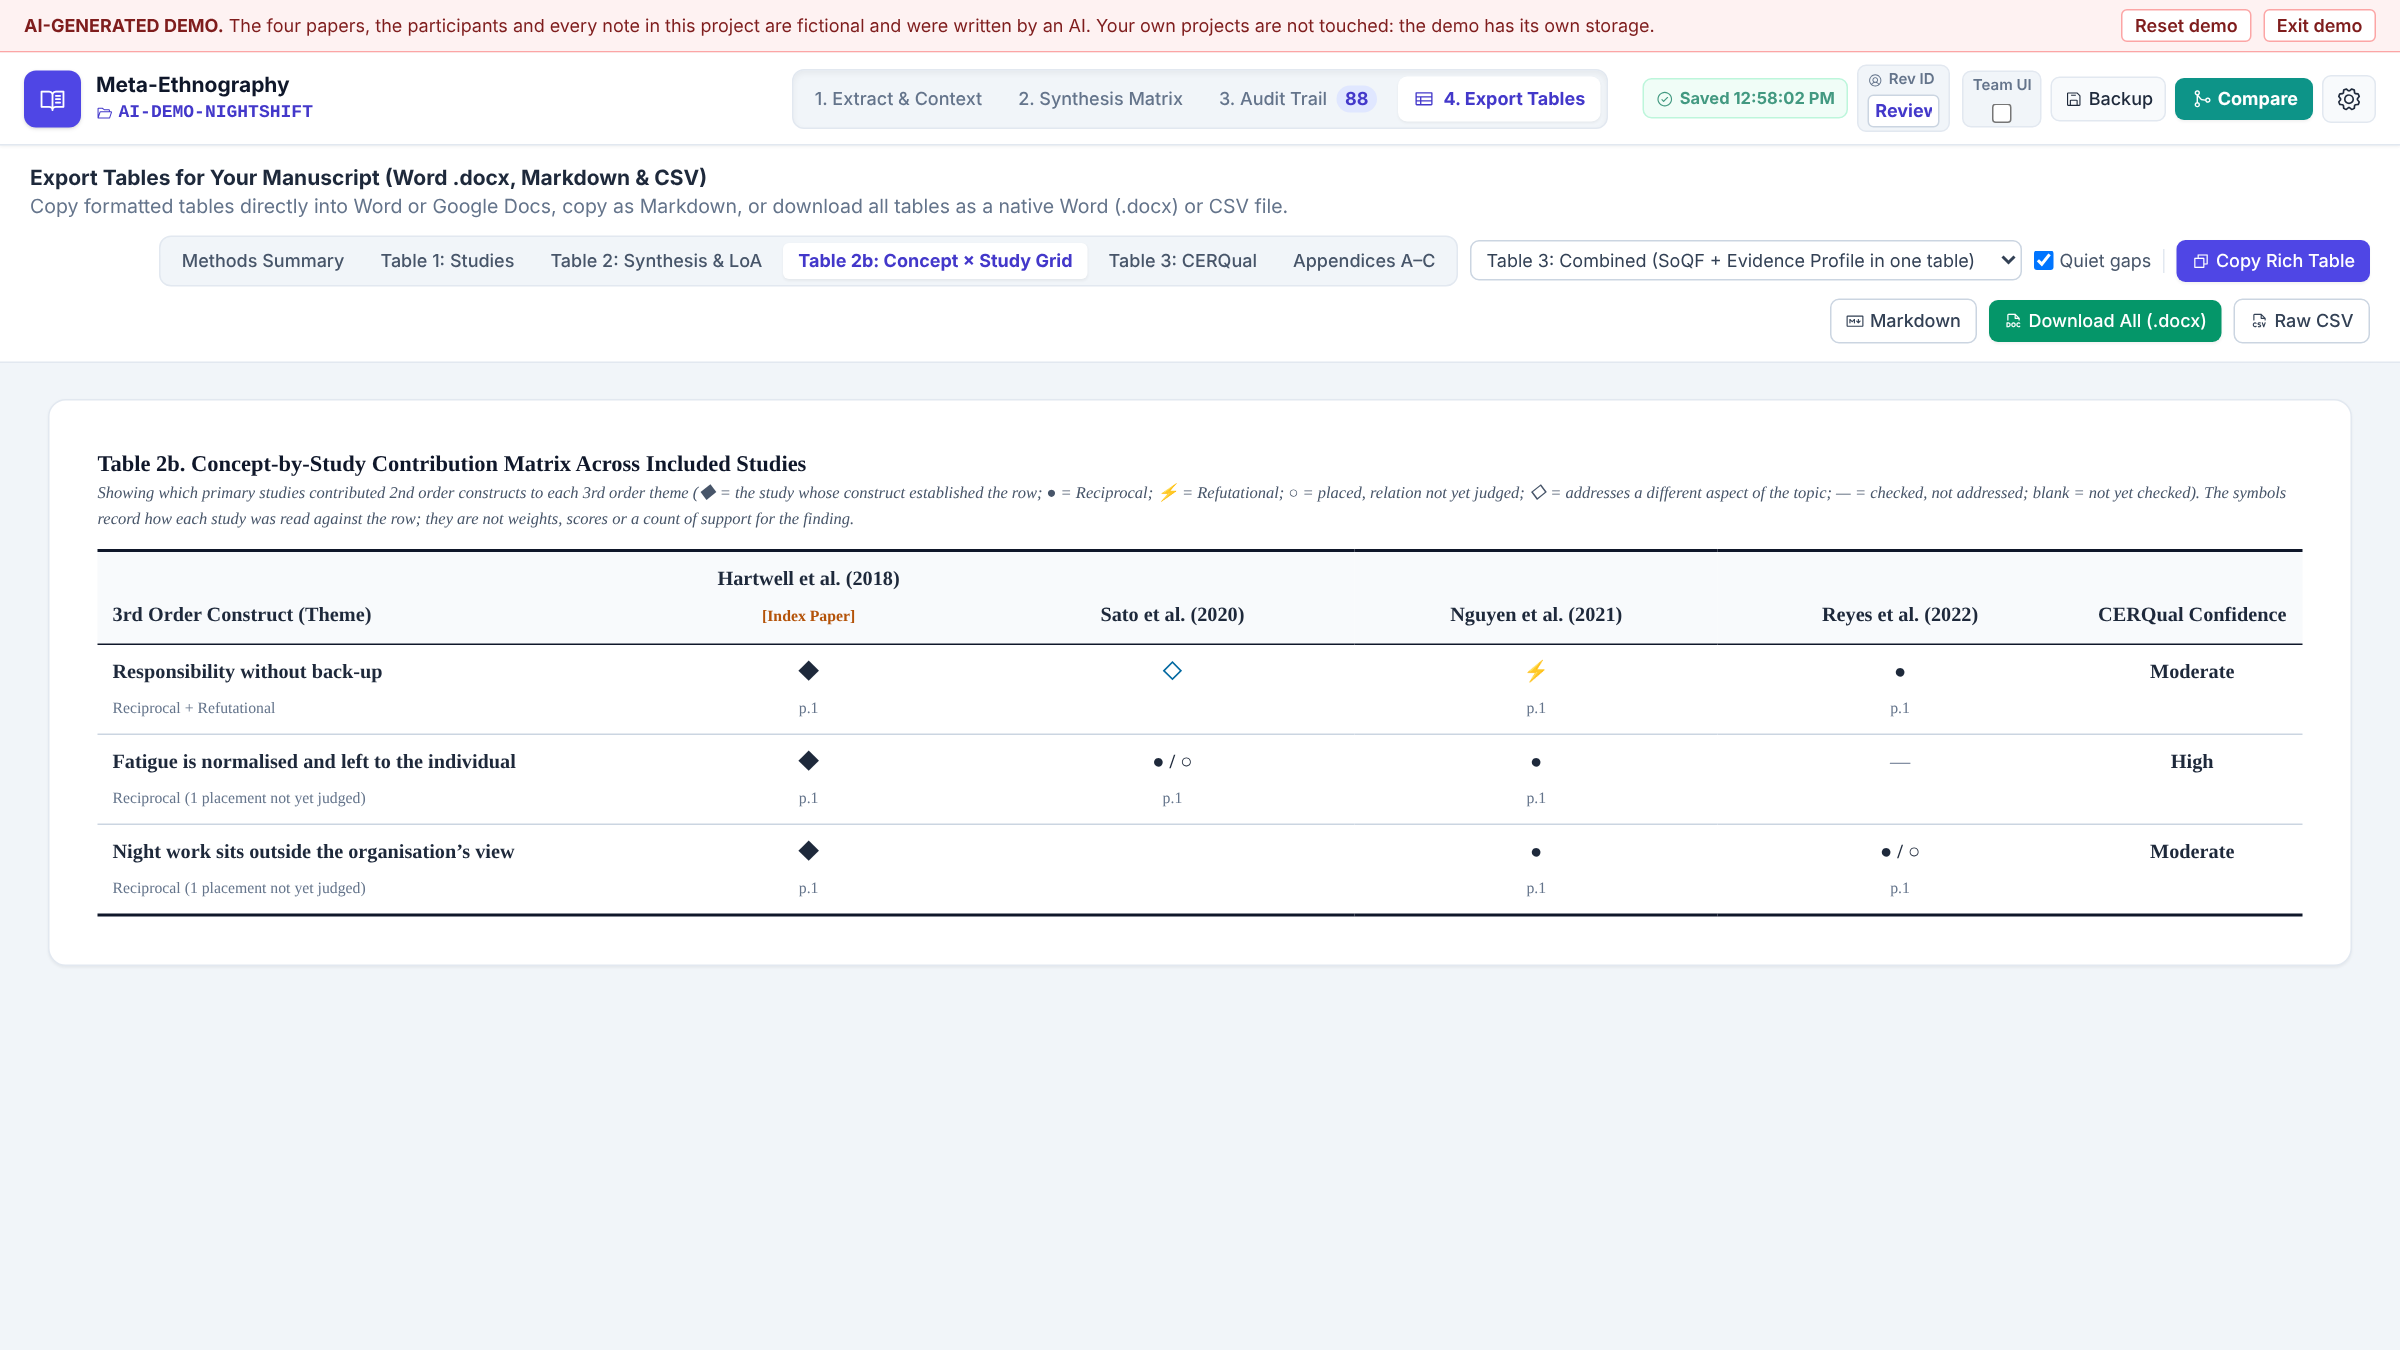 AI-GENERATED DEMO. The four papers, the participants and every note in this project are fictional and were written by an AI. Your own projects are not touched: the demo has its own storage.
Reset demo
Exit demo
Meta-Ethnography
AI-DEMO-NIGHTSHIFT
1. Extract & Context
2. Synthesis Matrix
3. Audit Trail 88
4. Export Tables
Saved 12:58:02 PM
Rev ID
Review
Team UI
Backup
Compare
Export Tables for Your Manuscript (Word .docx, Markdown & CSV)
Copy formatted tables directly into Word or Google Docs, copy as Markdown, or download all tables as a native Word (.docx) or CSV file.
Methods Summary
Table 1: Studies
Table 2: Synthesis & LoA
Table 2b: Concept × Study Grid
Table 3: CERQual
Appendices A–C
Table 3: Combined (SoQF + Evidence Profile in one table)
Quiet gaps
Copy Rich Table
Markdown
Download All (.docx)
Raw CSV
Table 2b. Concept-by-Study Contribution Matrix Across Included Studies
Showing which primary studies contributed 2nd order constructs to each 3rd order theme (◆ = the study whose construct established the row; ● = Reciprocal; ⚡ = Refutational; ○ = placed, relation not yet judged; ◇ = addresses a different aspect of the topic; — = checked, not addressed; blank = not yet checked). The symbols
record how each study was read against the row; they are not weights, scores or a count of support for the finding.
3rd Order Construct (Theme)
Hartwell et al. (2018)
[Index Paper]
Sato et al. (2020)
Nguyen et al. (2021)
Reyes et al. (2022)
CERQual Confidence
Responsibility without back-up ◆ ◇ ⚡ ● Moderate
Reciprocal + Refutational p.1 p.1 p.1
Fatigue is normalised and left to the individual ◆ ● / ○ ● — High
Reciprocal (1 placement not yet judged) p.1 p.1 p.1
Night work sits outside the organisation’s view ◆ ● ● / ○ Moderate
Reciprocal (1 placement not yet judged) p.1 p.1 p.1